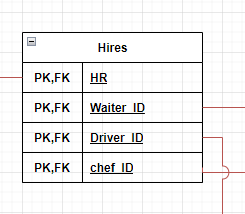 Hires
PK,FK HR
PK,FK Waiter_ID
PK,FK Driver_ID
PK,FK chef_ID